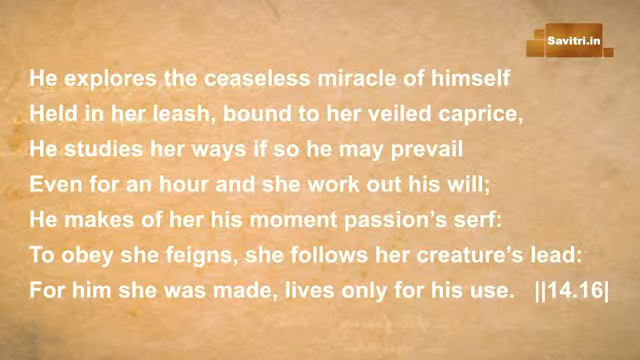 Savitri.in
He explores the ceaseless miracle of himself
Held in her leash, bound to her veiled caprice,
He studies her ways if so he may prevail
Even for an hour and she work out his will;
He makes of her his moment passion’s serf:
To obey she feigns, she follows her creature’s lead:
For him she was made, lives only for his use. ||14.16|